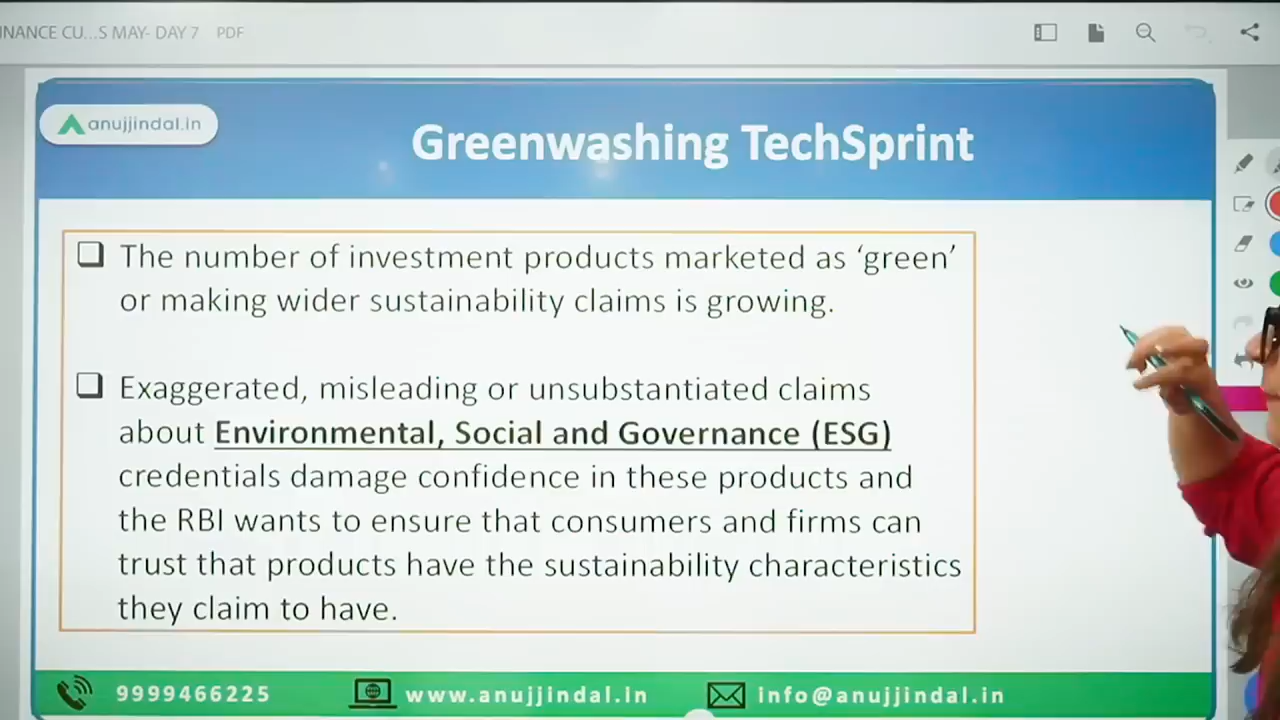 INANCE CU...S MAY- DAY 7 PDF
anujjindal.in
Greenwashing TechSprint
The number of investment products marketed as ‘green’
or making wider sustainability claims is growing.
Exaggerated, misleading or unsubstantiated claims
about Environmental, Social and Governance (ESG)
credentials damage confidence in these products and
the RBI wants to ensure that consumers and firms can
trust that products have the sustainability characteristics
they claim to have.
9999466225 www.anujjindal.in info@anujjindal.in